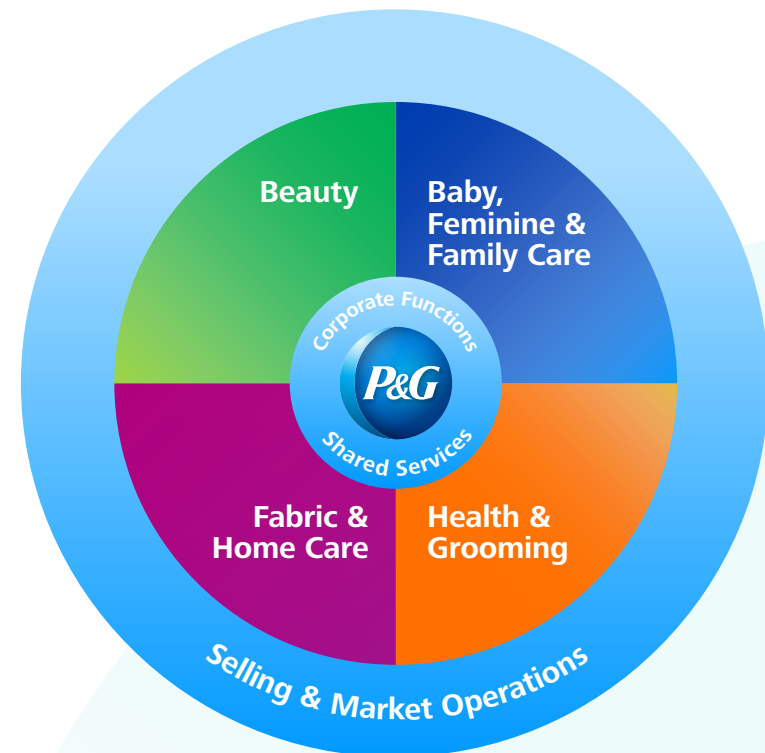 Beauty
Baby,
Feminine &
Family Care
Corporate Functions
P&G
Shared Services
Fabric &
Home Care
Health &
Grooming
Selling & Market Operations